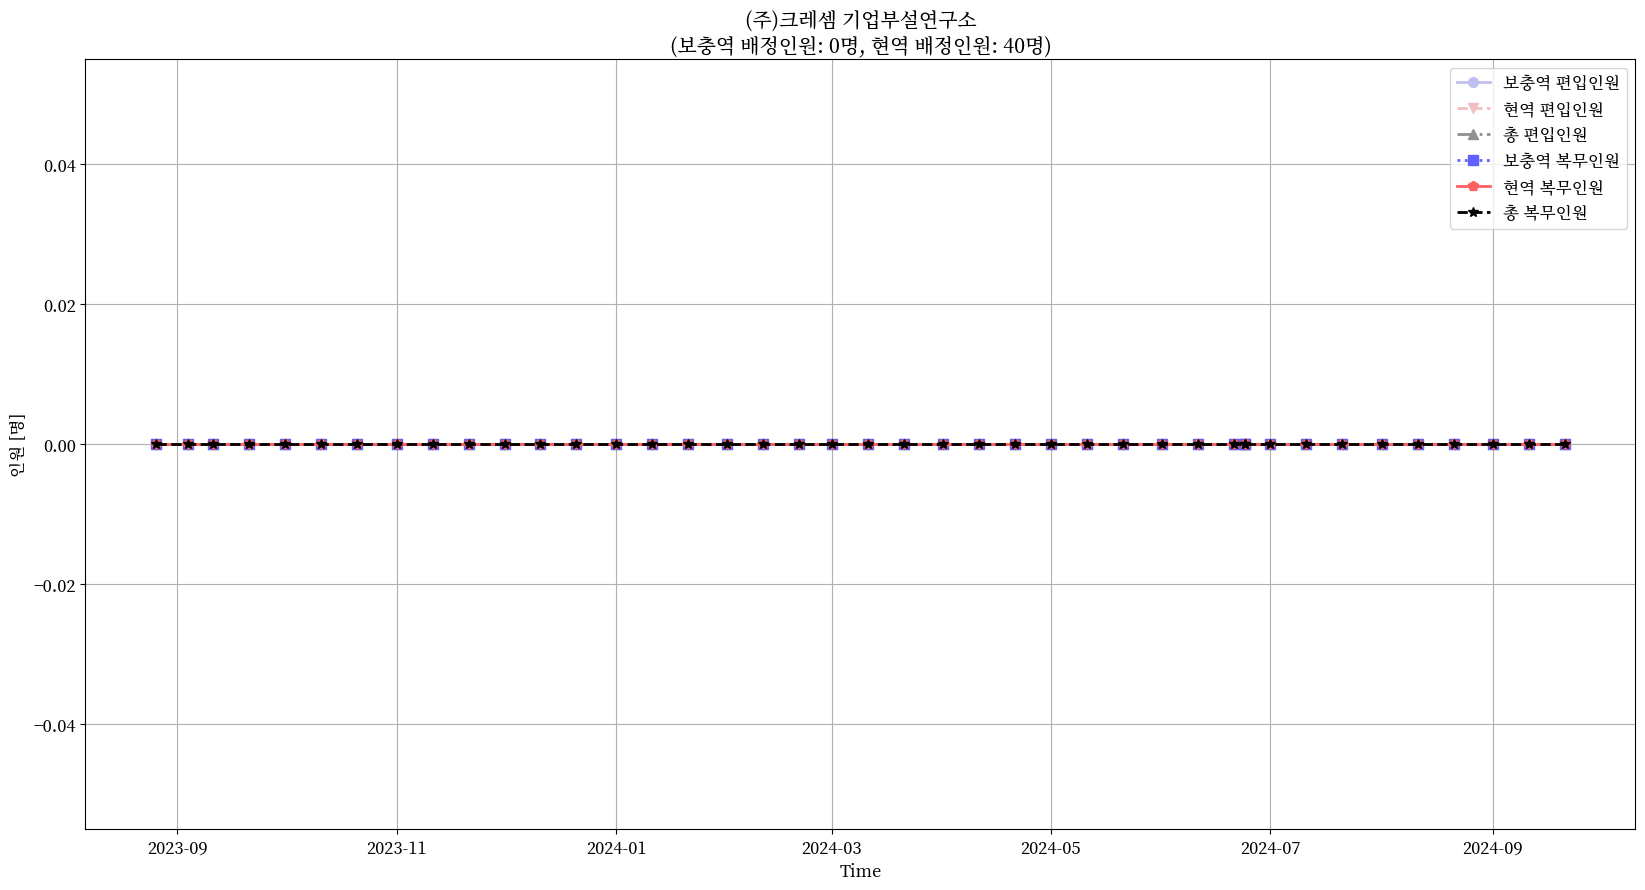 (주)크레셈 기업부설연구소
(보충역 배정인원: 0명, 현역 배정인원: 40명)
보충역 편입인원
현역 편입인원
총 편입인원
보충역 복무인원
현역 복무인원
총 복무인원
0.04
0.02
0.00
−0.02
−0.04
인원 [명]
2023-09
2023-11
2024-01
2024-03
2024-05
2024-07
2024-09
Time